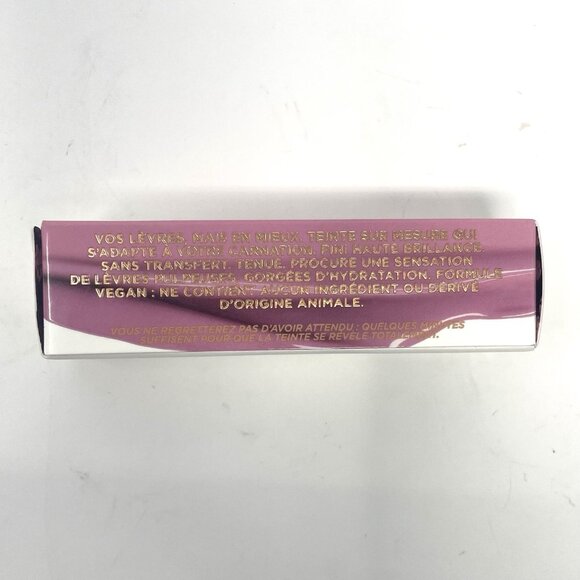 VOS LÈVRES, MAIS EN MIEUX. TEINTE SUR MESURE QUI
S'ADAPTE À VOTRE CARNATION. FINI HAUTE BRILLANCE.
SANS TRANSFERT. TENUE. PROCURE UNE SENSATION
DE LÈVRES PULPEUSES, GORGÉES D'HYDRATATION. FORMULE
VEGAN : NE CONTIENT AUCUN INGRÉDIENT OU DÉRIVÉ
D'ORIGINE ANIMALE.
VOUS NE REGRETTEREZ PAS D'AVOIR ATTENDU : QUELQUES MINUTES
SUFFISENT POUR QUE LA TEINTE SE RÉVÈLE TOTALEMENT.